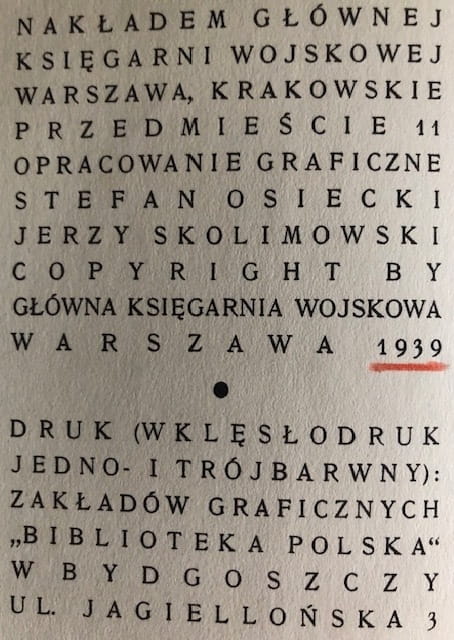 NAKŁADEM GŁÓWNEJ
KSIĘGARNI WOJSKOWEJ
WARSZAWA, KRAKOWSKIE
PRZEDMIEŚCIE 11
OPRACOWANIE GRAFICZNE
STEFAN OSIECKI
JERZY SKOLIMOWSKI
COPYRIGHT BY
GŁÓWNA KSIĘGARNIA WOJSKOWA
WARSZAWA 1939
●
DRUK (WKLĘSŁODRUK
JEDNO- I TRÓJBARWNY):
ZAKŁADÓW GRAFICZNYCH
„BIBLIOTEKA POLSKA“
W BYDGOSZCZY
UL. JAGIELLOŃSKA 3